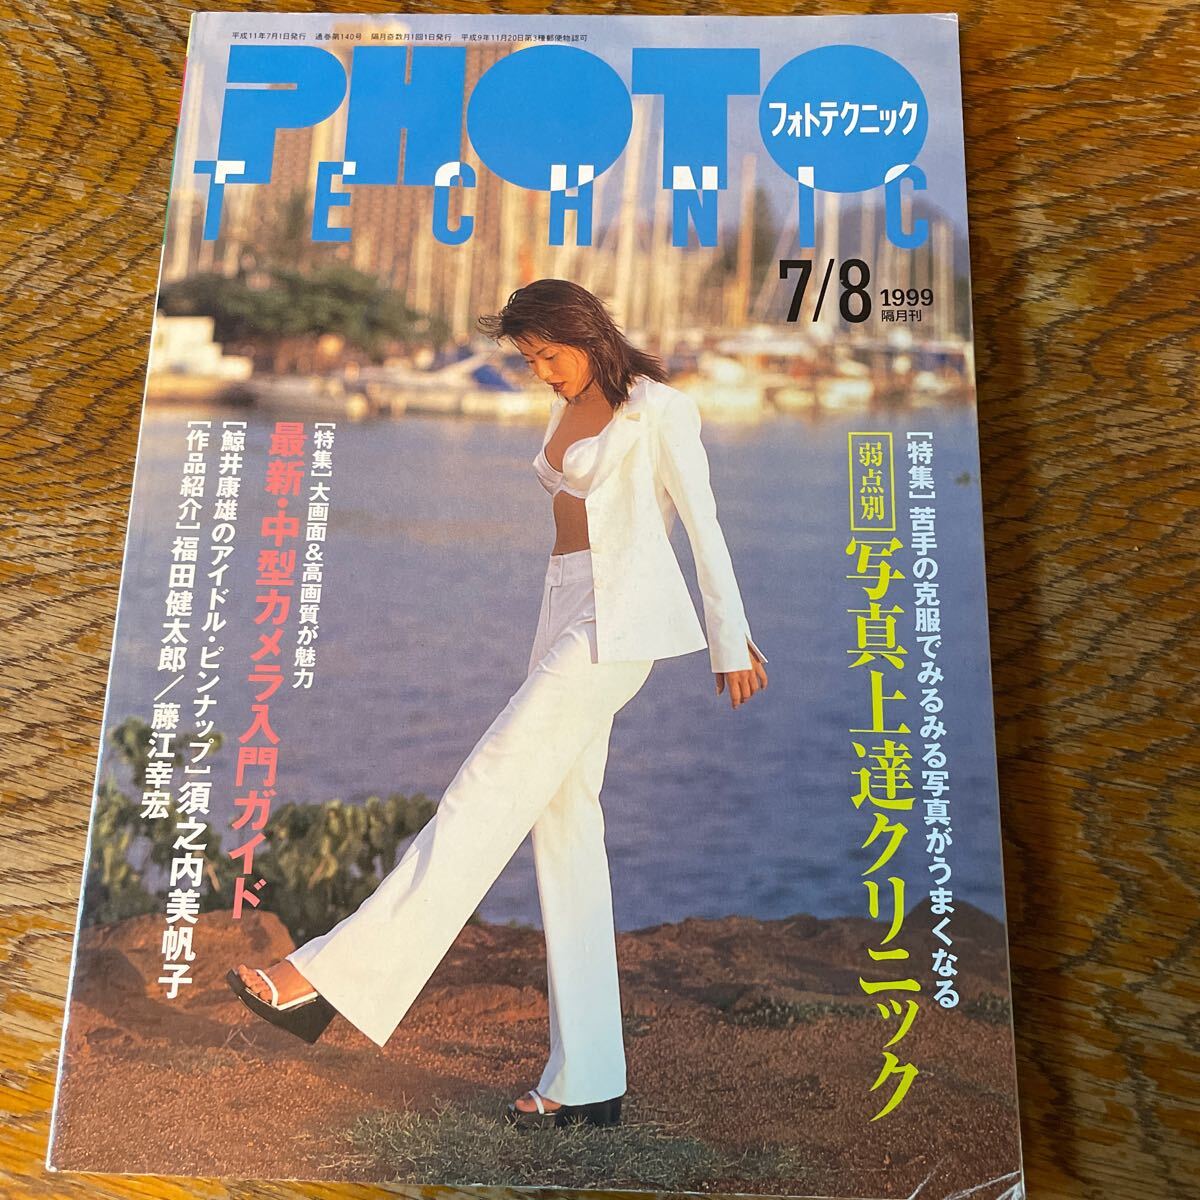 平成11年7月1日発行 通巻第140号 隔月奇数月1回1日発行 平成9年11月20日第3種郵便物認可
PHOTO
フォトテクニック
TECHNIC
7/8 1999
隔月刊
[特集]苦手の克服でみるみる写真がうまくなる
弱点別 写真上達クリニック
[特集]大画面&高画質が魅力
最新・中型カメラ入門ガイド
[鯨井康雄のアイドル・ピンナップ]須之内美帆子
[作品紹介]福田健太郎/藤江幸宏